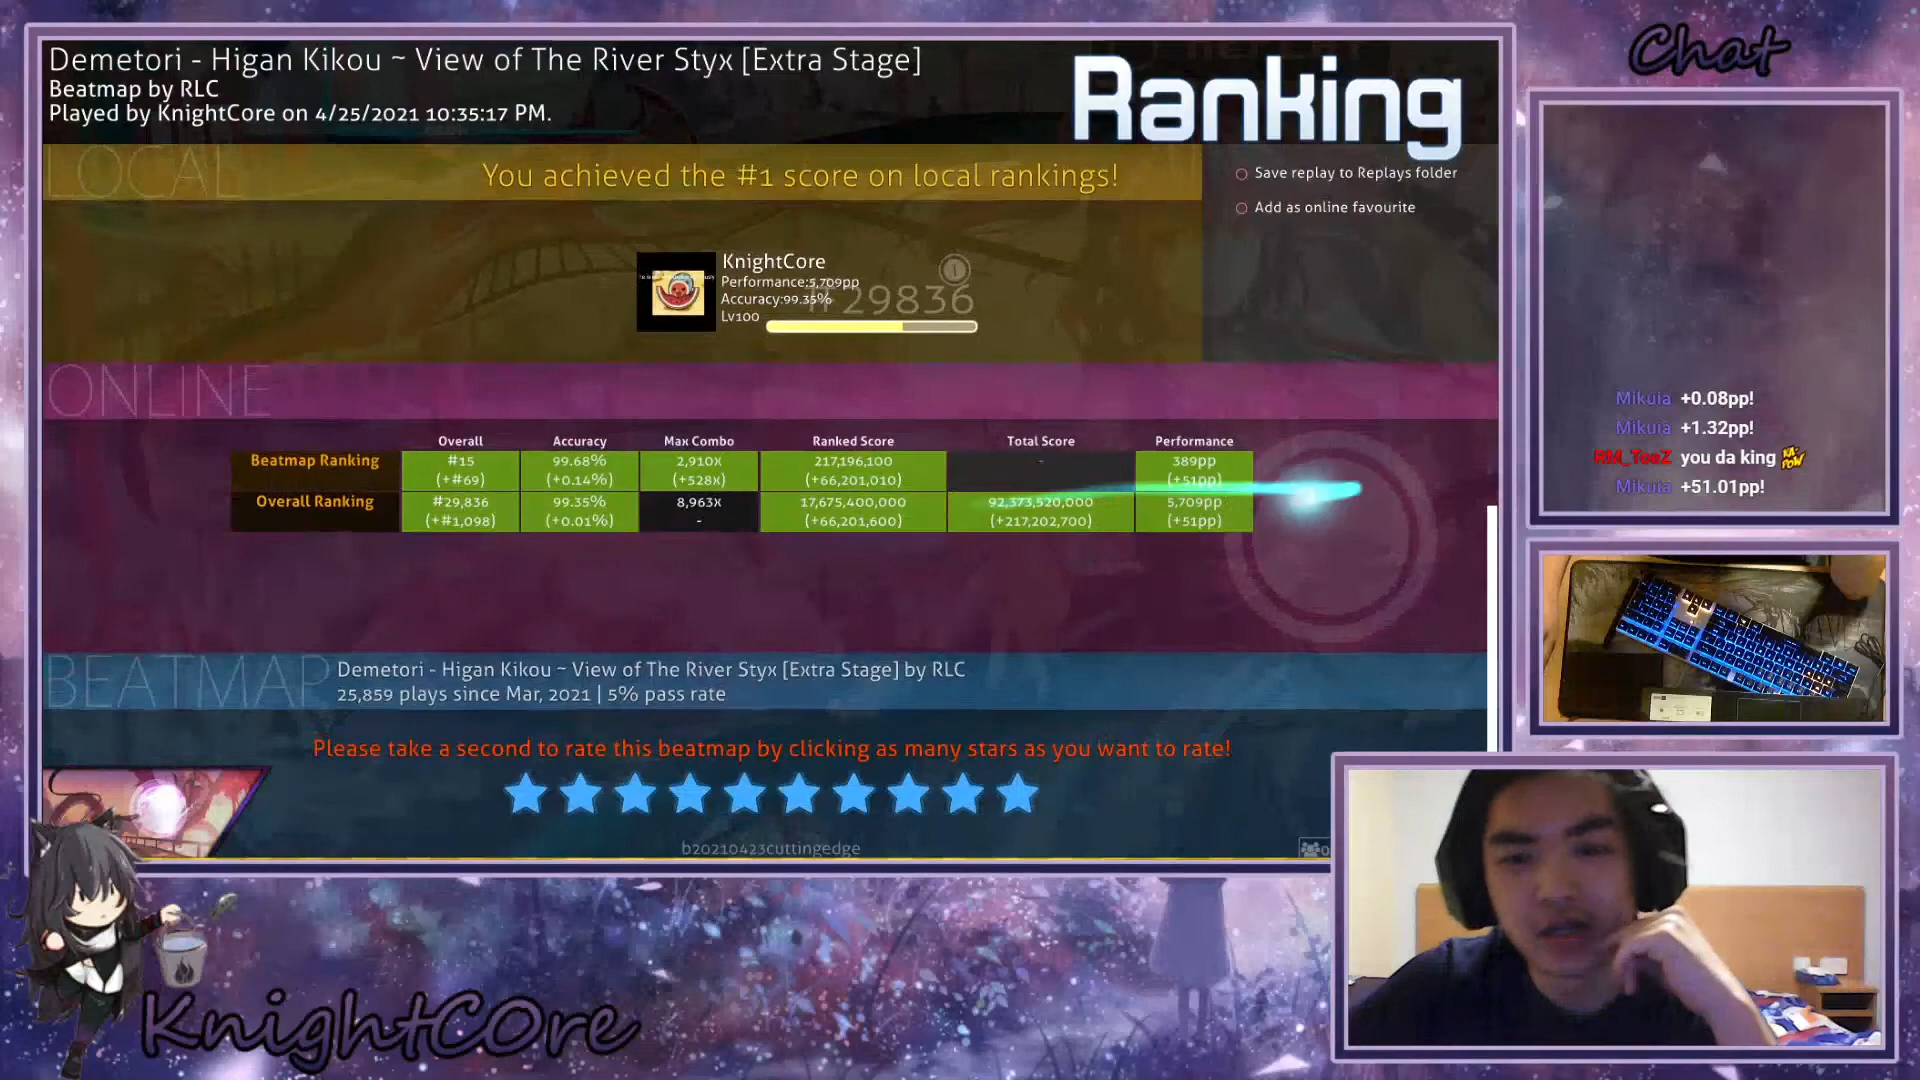 Demetori - Higan Kikou ~ View of The River Styx [Extra Stage]
Beatmap by RLC
Played by KnightCore on 4/25/2021 10:35:17 PM.
Ranking
Chat
LOCAL
You achieved the #1 score on local rankings!
Save replay to Replays folder
Add as online favourite
KnightCore
Performance:5,709pp
Accuracy:99.35%
Lv100
#29836
ONLINE
Overall Accuracy Max Combo Ranked Score Total Score Performance
Beatmap Ranking #15 99.68% 2,910x 217,196,100 - 389pp
(+#69) (+0.14%) (+528x) (+66,201,010) (+51pp)
Overall Ranking #29,836 99.35% 8,963x 17,675,400,000 92,373,520,000 5,709pp
(+#1,098) (+0.01%) - (+66,201,600) (+217,202,700) (+51pp)
Mikuia +0.08pp!
Mikuia +1.32pp!
RM_TeeZ you da king KA-POW
Mikuia +51.01pp!
BEATMAP
Demetori - Higan Kikou ~ View of The River Styx [Extra Stage] by RLC
25,859 plays since Mar, 2021 | 5% pass rate
Please take a second to rate this beatmap by clicking as many stars as you want to rate!
b20210423cuttingedge
KnightC0re